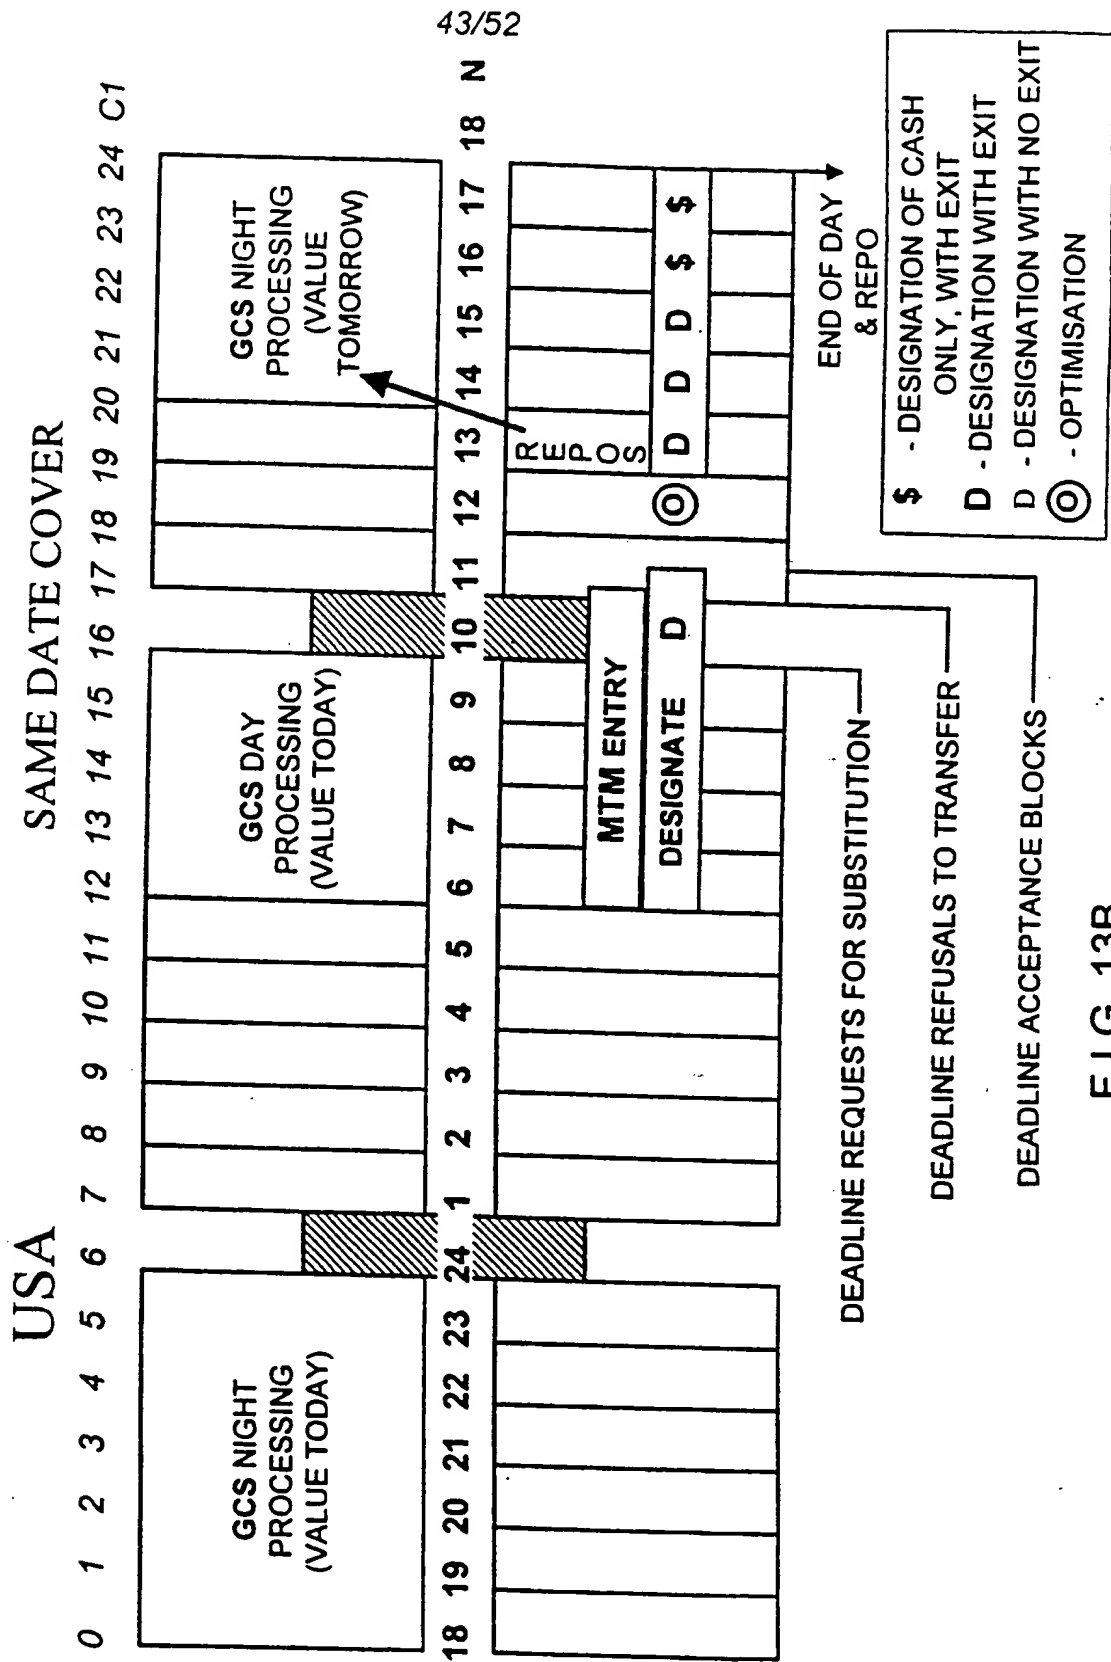 43/52
USA
SAME DATE COVER
0 1 2 3 4 5 6 7 8 9 10 11 12 13 14 15 16 17 18 19 20 21 22 23 24 C1
GCS NIGHT
PROCESSING
(VALUE TODAY)
GCS DAY
PROCESSING
(VALUE TODAY)
GCS NIGHT
PROCESSING
(VALUE
TOMORROW)
18 19 20 21 22 23 24 1 2 3 4 5 6 7 8 9 10 11 12 13 14 15 16 17 18 N
REPOS
MTM ENTRY
DESIGNATE D
O D D D $ $
END OF DAY
& REPO
DEADLINE REQUESTS FOR SUBSTITUTION
DEADLINE REFUSALS TO TRANSFER
DEADLINE ACCEPTANCE BLOCKS
$ - DESIGNATION OF CASH
ONLY, WITH EXIT
D - DESIGNATION WITH EXIT
D - DESIGNATION WITH NO EXIT
O - OPTIMISATION
FIG. 13B